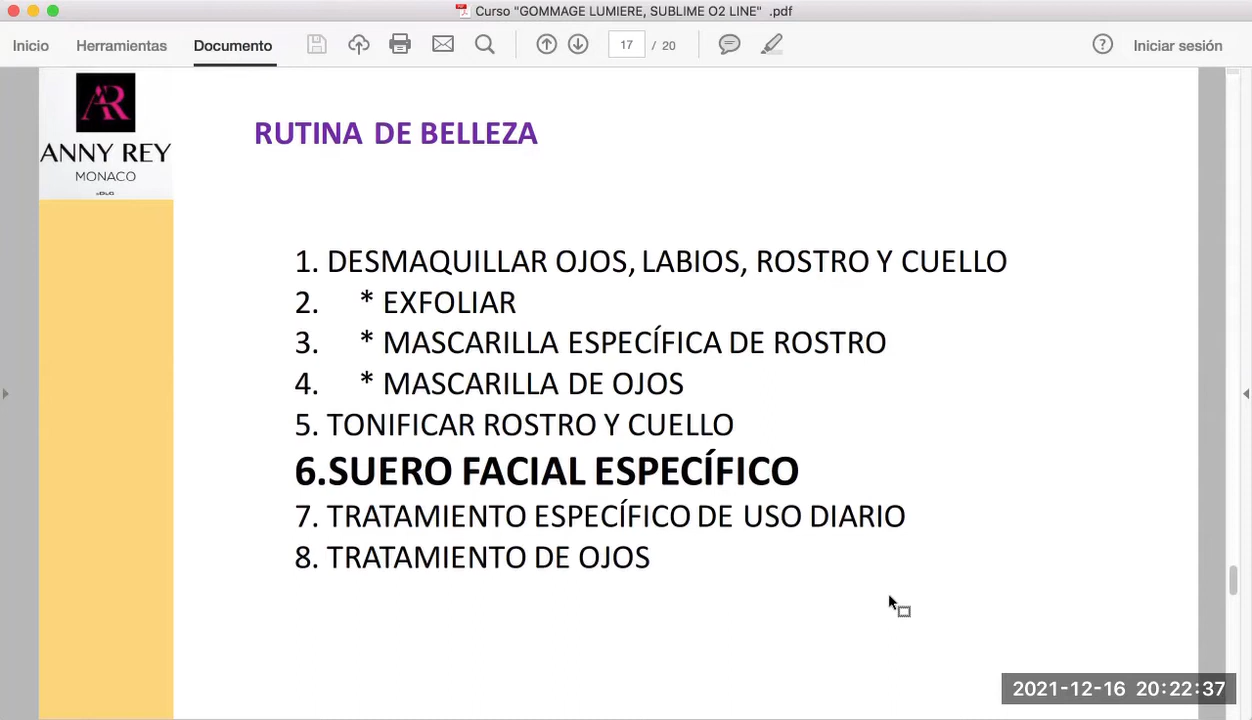 Curso "GOMMAGE LUMIERE, SUBLIME O2 LINE" .pdf
Inicio Herramientas Documento 17 / 20 Iniciar sesión
AR
ANNY REY
MONACO
RUTINA DE BELLEZA
1. DESMAQUILLAR OJOS, LABIOS, ROSTRO Y CUELLO
2. * EXFOLIAR
3. * MASCARILLA ESPECÍFICA DE ROSTRO
4. * MASCARILLA DE OJOS
5. TONIFICAR ROSTRO Y CUELLO
6.SUERO FACIAL ESPECÍFICO
7. TRATAMIENTO ESPECÍFICO DE USO DIARIO
8. TRATAMIENTO DE OJOS
2021-12-16 20:22:37